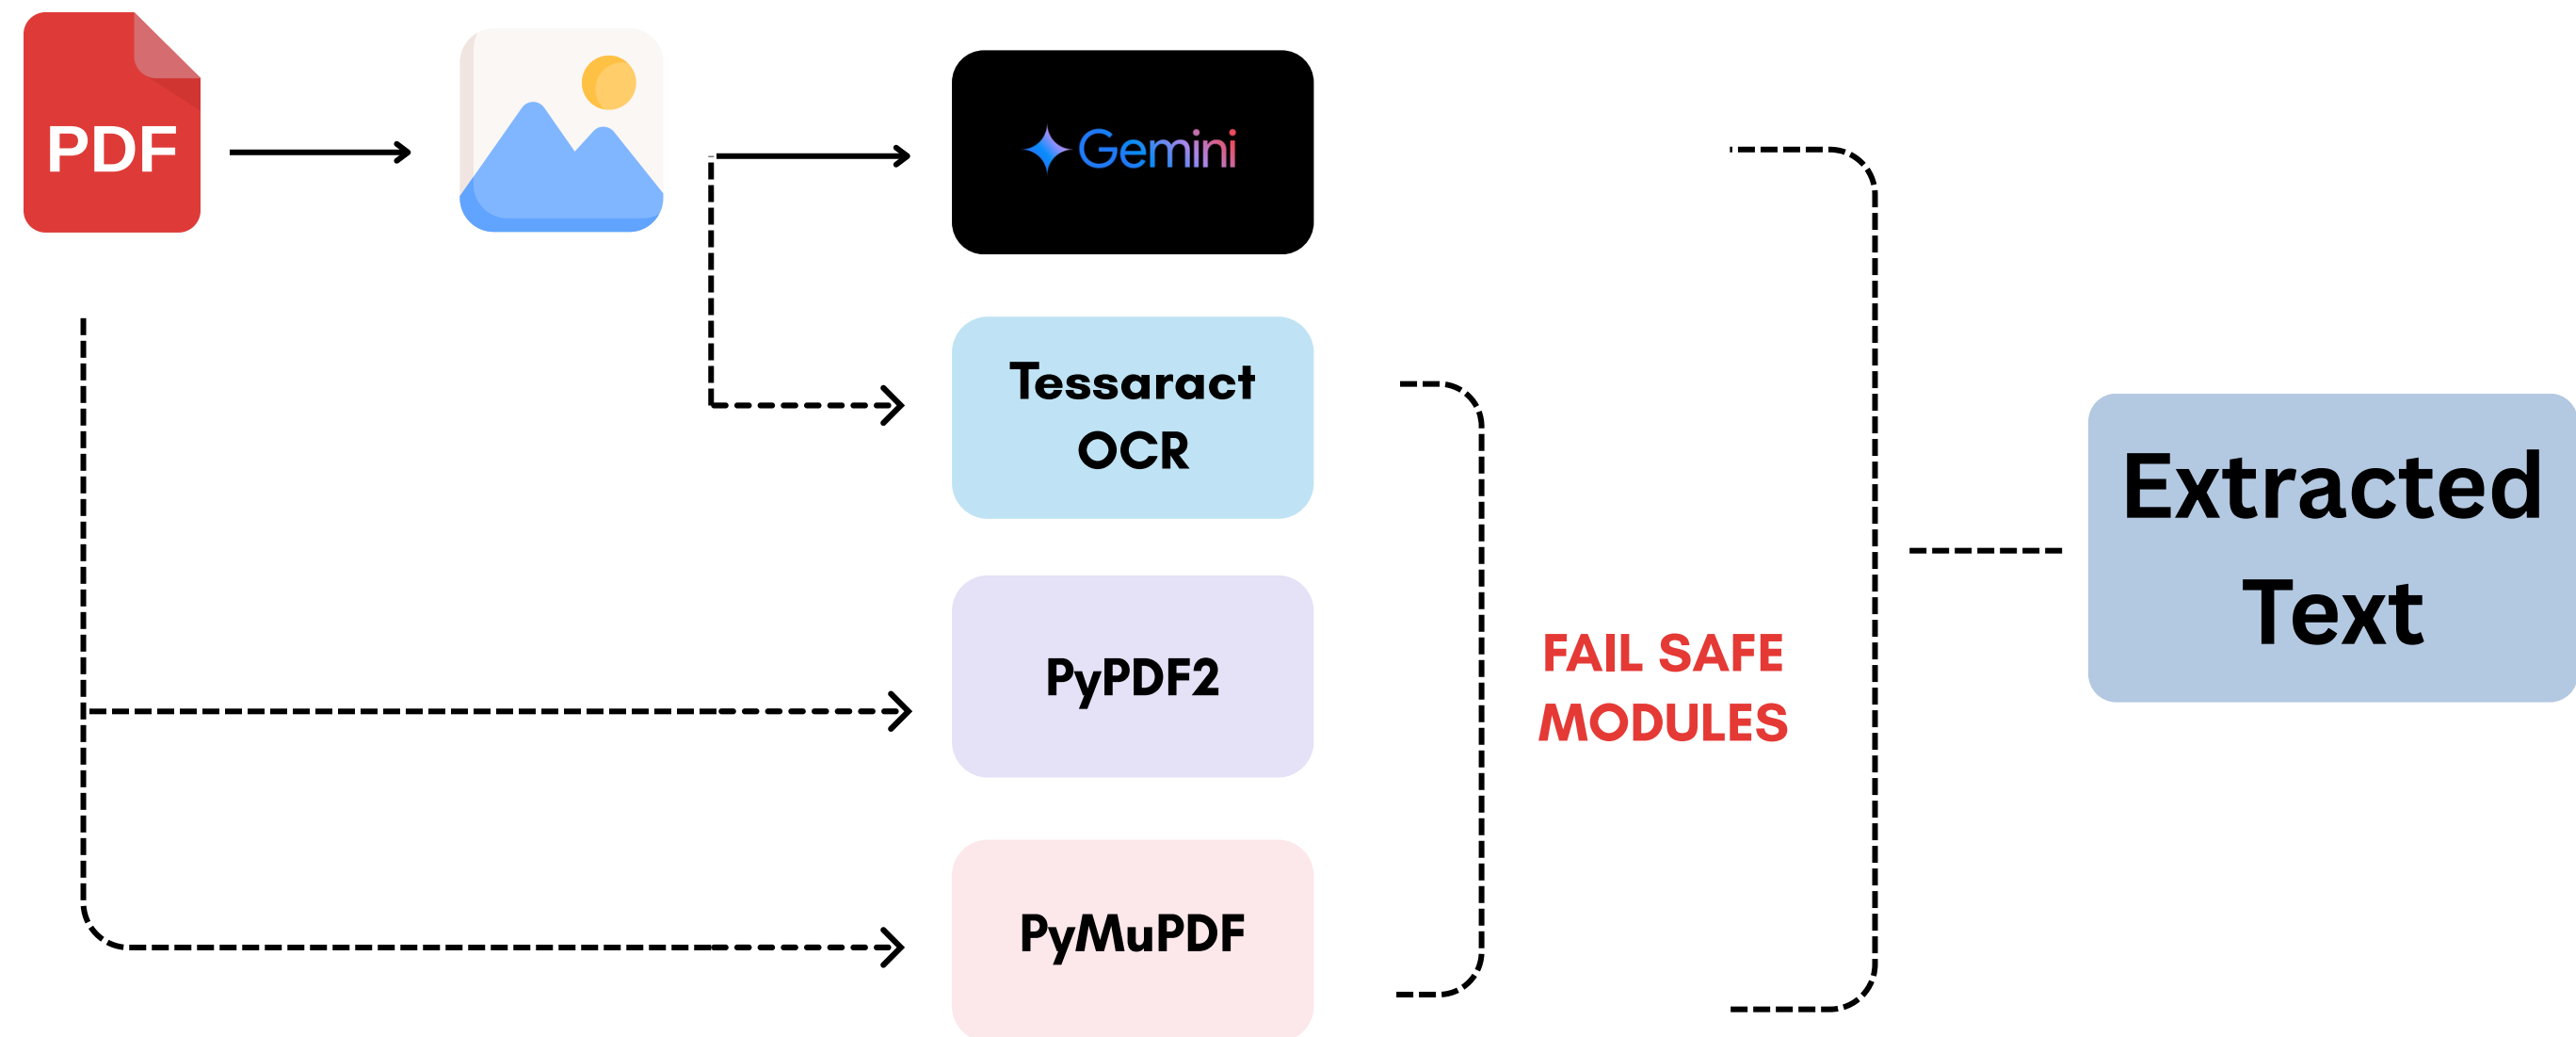 PDF
Gemini
Tessaract
OCR
PyPDF2
PyMuPDF
FAIL SAFE
MODULES
Extracted
Text